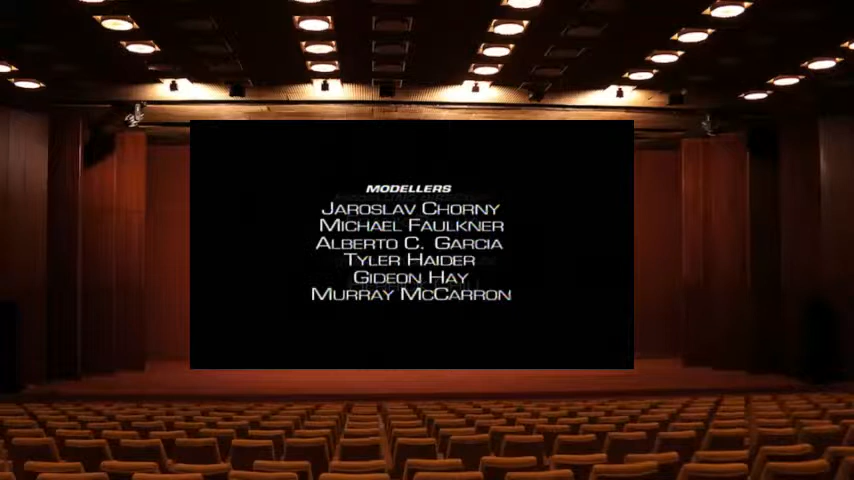 MODELLERS
JAROSLAV CHORNY
MICHAEL FAULKNER
ALBERTO C. GARCIA
TYLER HAIDER
GIDEON HAY
MURRAY MCCARRON